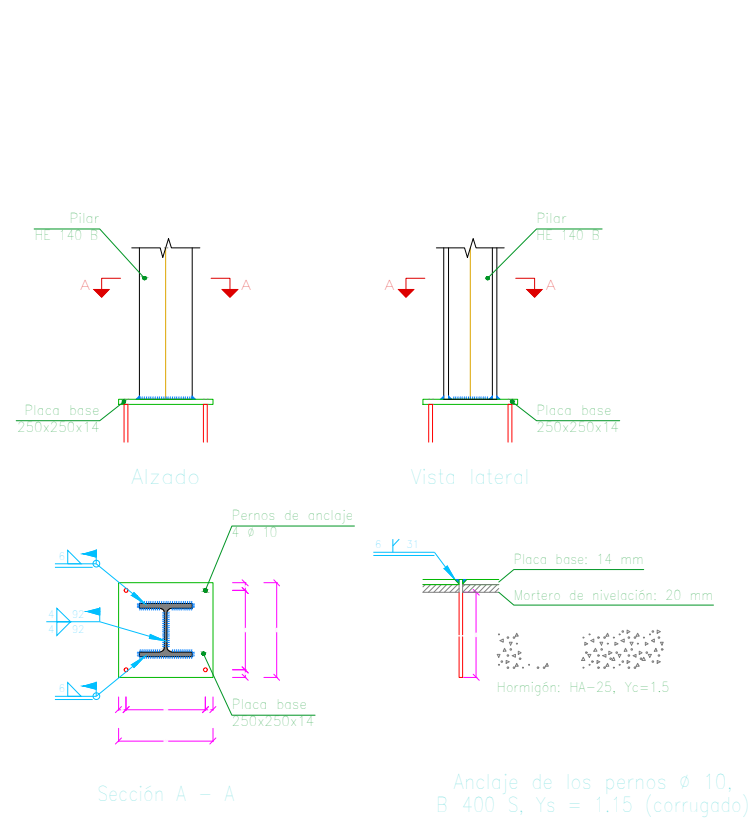 Pilar
HE 140 B
Pilar
HE 140 B
A
A
A
A
Placa base
250x250x14
Placa base
250x250x14
Alzado
Vista lateral
Pernos de anclaje
4 Ø 10
6
4 92
4 92
6
Placa base
250x250x14
Sección A - A
6 31
Placa base: 14 mm
Mortero de nivelación: 20 mm
Hormigón: HA-25, Yc=1.5
Anclaje de los pernos Ø 10,
B 400 S, Ys = 1.15 (corrugado)